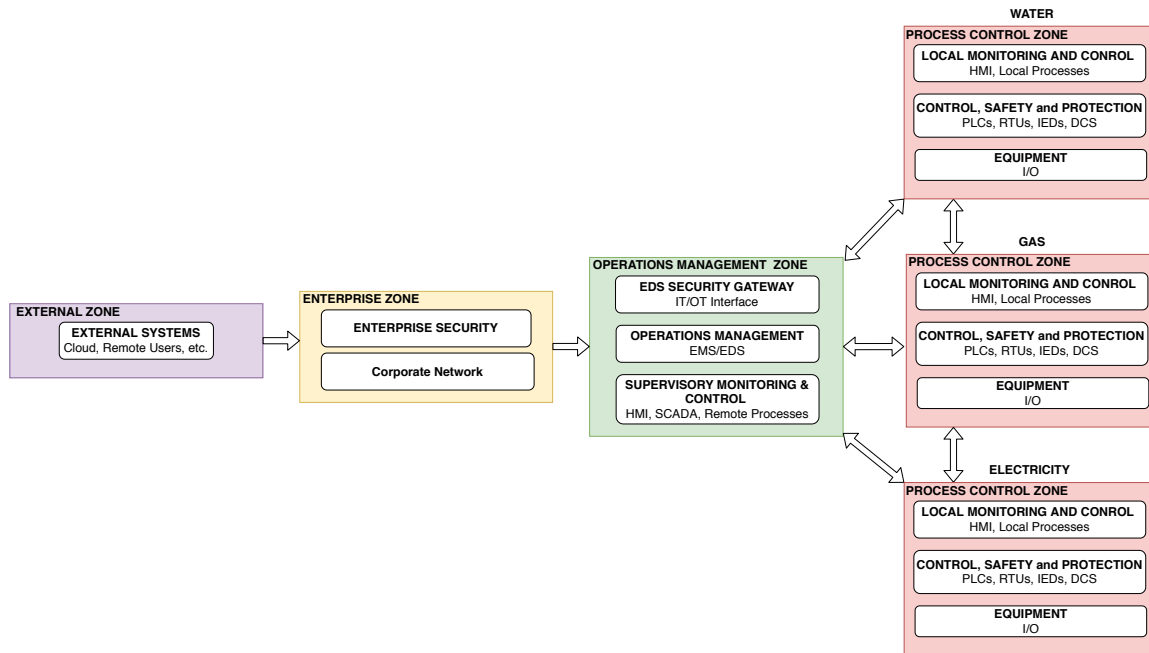 EXTERNAL ZONE
EXTERNAL SYSTEMS
Cloud, Remote Users, etc.
ENTERPRISE ZONE
ENTERPRISE SECURITY
Corporate Network
OPERATIONS MANAGEMENT ZONE
EDS SECURITY GATEWAY
IT/OT Interface
OPERATIONS MANAGEMENT
EMS/EDS
SUPERVISORY MONITORING &
CONTROL
HMI, SCADA, Remote Processes
WATER
PROCESS CONTROL ZONE
LOCAL MONITORING AND CONROL
HMI, Local Processes
CONTROL, SAFETY and PROTECTION
PLCs, RTUs, IEDs, DCS
EQUIPMENT
I/O
GAS
PROCESS CONTROL ZONE
LOCAL MONITORING AND CONROL
HMI, Local Processes
CONTROL, SAFETY and PROTECTION
PLCs, RTUs, IEDs, DCS
EQUIPMENT
I/O
ELECTRICITY
PROCESS CONTROL ZONE
LOCAL MONITORING AND CONROL
HMI, Local Processes
CONTROL, SAFETY and PROTECTION
PLCs, RTUs, IEDs, DCS
EQUIPMENT
I/O